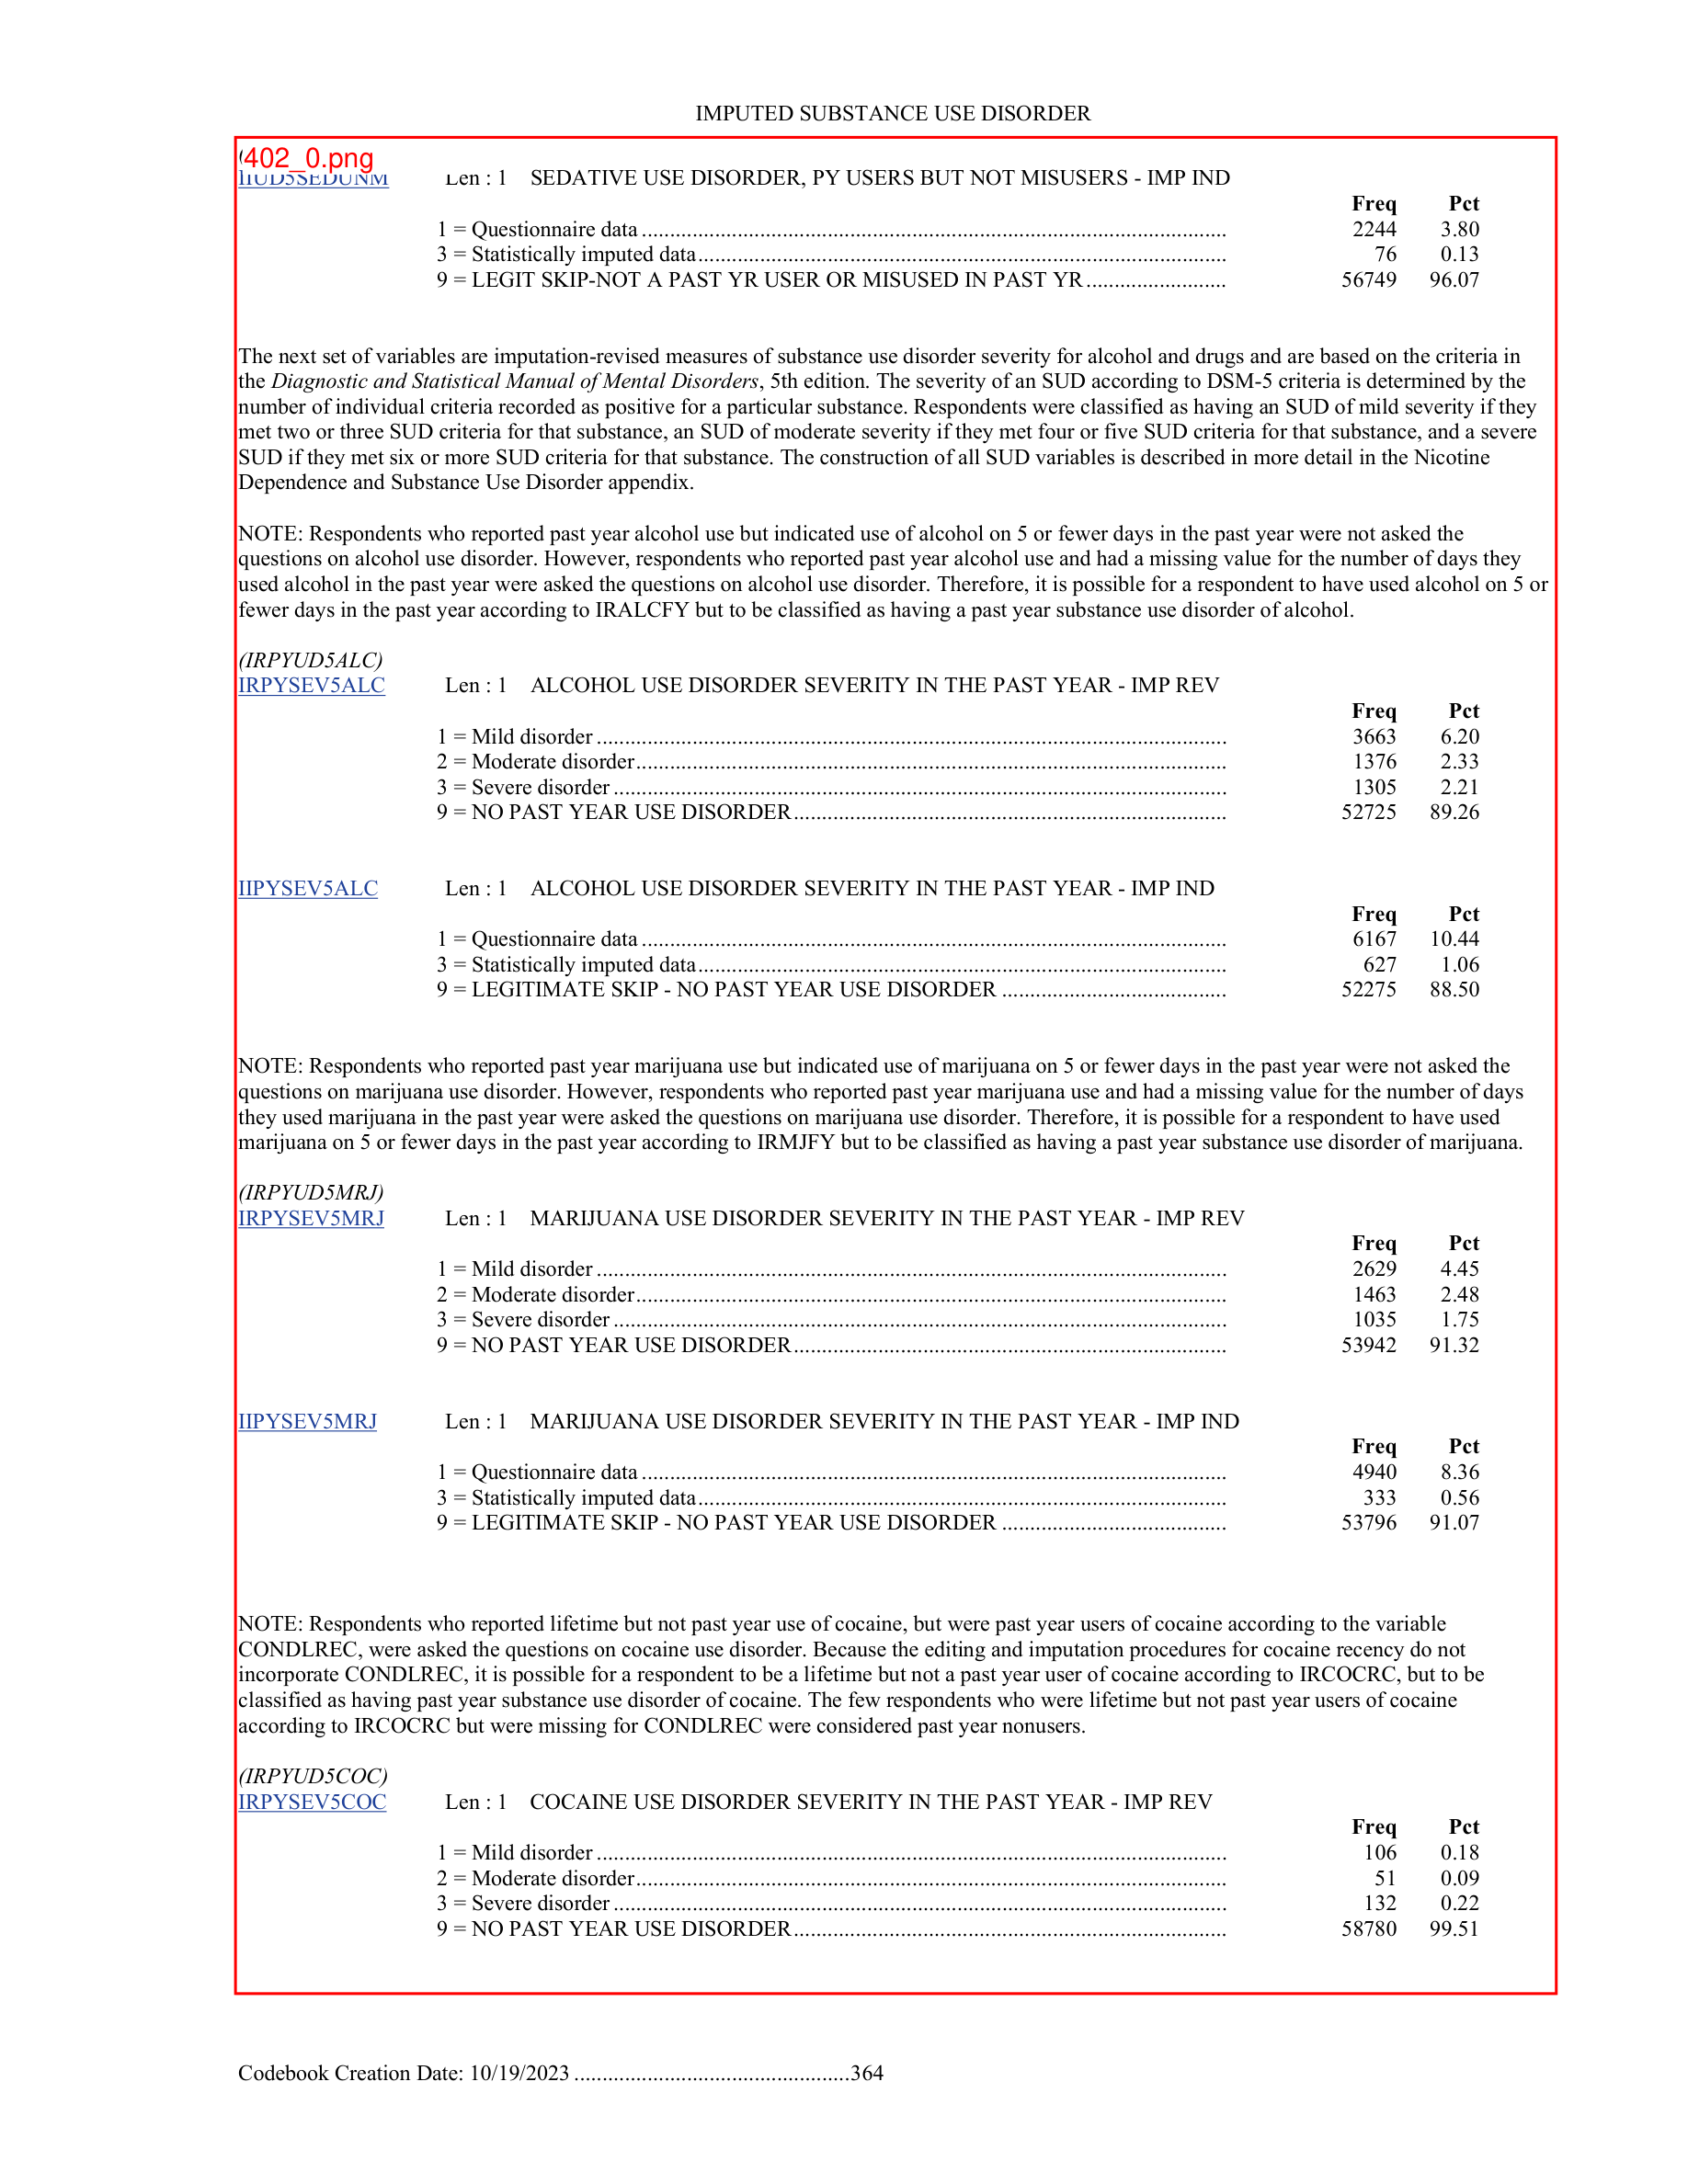 IMPUTED SUBSTANCE USE DISORDER
402_0.png
IIUD5SEDUNM Len : 1 SEDATIVE USE DISORDER, PY USERS BUT NOT MISUSERS - IMP IND
Freq Pct
1 = Questionnaire data ........ 2244 3.80
3 = Statistically imputed data ........ 76 0.13
9 = LEGIT SKIP-NOT A PAST YR USER OR MISUSED IN PAST YR ........ 56749 96.07
The next set of variables are imputation-revised measures of substance use disorder severity for alcohol and drugs and are based on the criteria in
the Diagnostic and Statistical Manual of Mental Disorders, 5th edition. The severity of an SUD according to DSM-5 criteria is determined by the
number of individual criteria recorded as positive for a particular substance. Respondents were classified as having an SUD of mild severity if they
met two or three SUD criteria for that substance, an SUD of moderate severity if they met four or five SUD criteria for that substance, and a severe
SUD if they met six or more SUD criteria for that substance. The construction of all SUD variables is described in more detail in the Nicotine
Dependence and Substance Use Disorder appendix.
NOTE: Respondents who reported past year alcohol use but indicated use of alcohol on 5 or fewer days in the past year were not asked the
questions on alcohol use disorder. However, respondents who reported past year alcohol use and had a missing value for the number of days they
used alcohol in the past year were asked the questions on alcohol use disorder. Therefore, it is possible for a respondent to have used alcohol on 5 or
fewer days in the past year according to IRALCFY but to be classified as having a past year substance use disorder of alcohol.
(IRPYUD5ALC)
IRPYSEV5ALC Len : 1 ALCOHOL USE DISORDER SEVERITY IN THE PAST YEAR - IMP REV
Freq Pct
1 = Mild disorder ........ 3663 6.20
2 = Moderate disorder ........ 1376 2.33
3 = Severe disorder ........ 1305 2.21
9 = NO PAST YEAR USE DISORDER ........ 52725 89.26
IIPYSEV5ALC Len : 1 ALCOHOL USE DISORDER SEVERITY IN THE PAST YEAR - IMP IND
Freq Pct
1 = Questionnaire data ........ 6167 10.44
3 = Statistically imputed data ........ 627 1.06
9 = LEGITIMATE SKIP - NO PAST YEAR USE DISORDER ........ 52275 88.50
NOTE: Respondents who reported past year marijuana use but indicated use of marijuana on 5 or fewer days in the past year were not asked the
questions on marijuana use disorder. However, respondents who reported past year marijuana use and had a missing value for the number of days
they used marijuana in the past year were asked the questions on marijuana use disorder. Therefore, it is possible for a respondent to have used
marijuana on 5 or fewer days in the past year according to IRMJFY but to be classified as having a past year substance use disorder of marijuana.
(IRPYUD5MRJ)
IRPYSEV5MRJ Len : 1 MARIJUANA USE DISORDER SEVERITY IN THE PAST YEAR - IMP REV
Freq Pct
1 = Mild disorder ........ 2629 4.45
2 = Moderate disorder ........ 1463 2.48
3 = Severe disorder ........ 1035 1.75
9 = NO PAST YEAR USE DISORDER ........ 53942 91.32
IIPYSEV5MRJ Len : 1 MARIJUANA USE DISORDER SEVERITY IN THE PAST YEAR - IMP IND
Freq Pct
1 = Questionnaire data ........ 4940 8.36
3 = Statistically imputed data ........ 333 0.56
9 = LEGITIMATE SKIP - NO PAST YEAR USE DISORDER ........ 53796 91.07
NOTE: Respondents who reported lifetime but not past year use of cocaine, but were past year users of cocaine according to the variable
CONDLREC, were asked the questions on cocaine use disorder. Because the editing and imputation procedures for cocaine recency do not
incorporate CONDLREC, it is possible for a respondent to be a lifetime but not a past year user of cocaine according to IRCOCRC, but to be
classified as having past year substance use disorder of cocaine. The few respondents who were lifetime but not past year users of cocaine
according to IRCOCRC but were missing for CONDLREC were considered past year nonusers.
(IRPYUD5COC)
IRPYSEV5COC Len : 1 COCAINE USE DISORDER SEVERITY IN THE PAST YEAR - IMP REV
Freq Pct
1 = Mild disorder ........ 106 0.18
2 = Moderate disorder ........ 51 0.09
3 = Severe disorder ........ 132 0.22
9 = NO PAST YEAR USE DISORDER ........ 58780 99.51
Codebook Creation Date: 10/19/2023 ........ 364